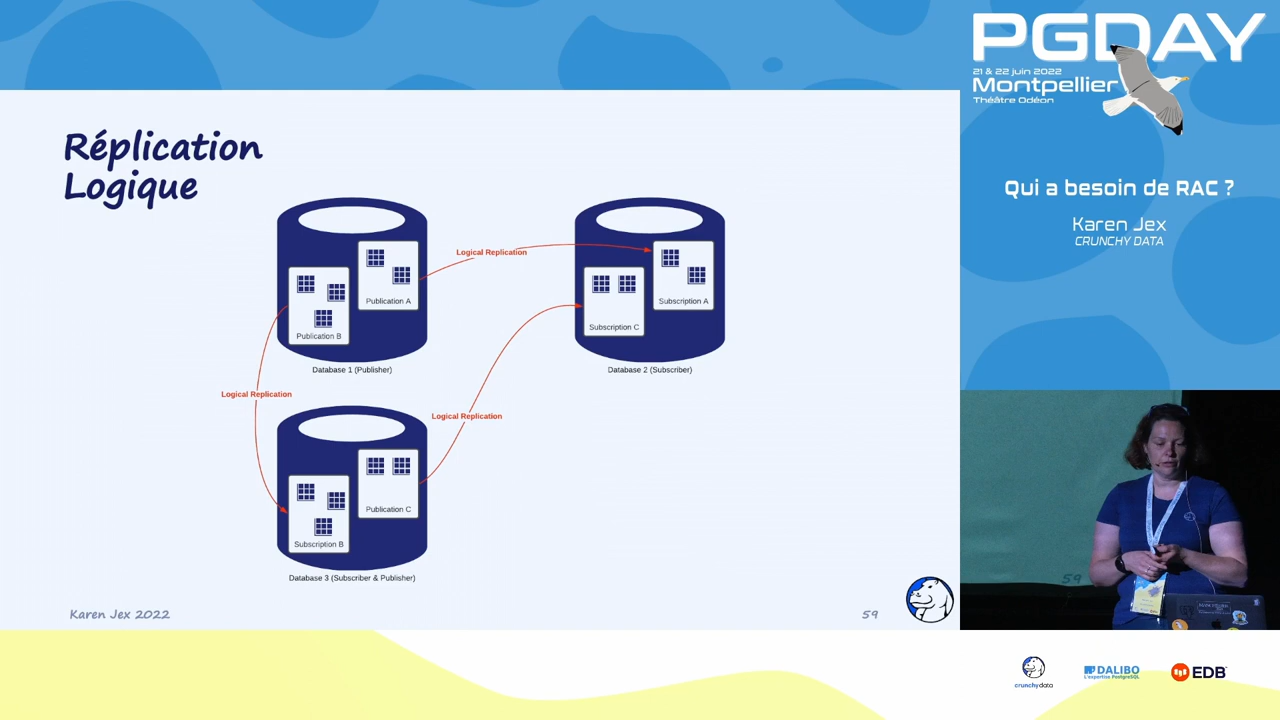 PGDAY
21 & 22 juin 2022
Montpellier
Théâtre Odéon
Qui a besoin de RAC ?
Karen Jex
CRUNCHY DATA
Réplication
Logique
Logical Replication
Publication A
Publication B
Database 1 (Publisher)
Subscription A
Subscription C
Database 2 (Subscriber)
Logical Replication
Logical Replication
Publication C
Subscription B
Database 3 (Subscriber & Publisher)
Karen Jex 2022
59
59
crunchydata
DALIBO
L'expertise PostgreSQL
EDB